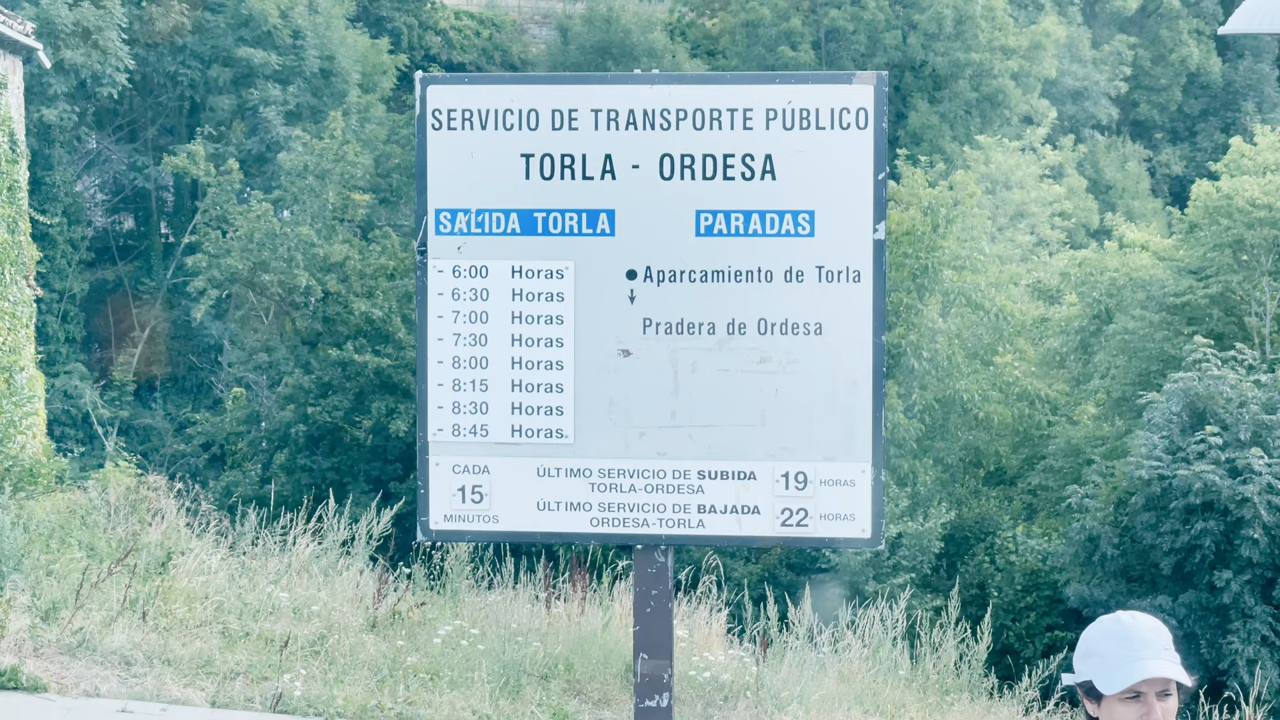 SERVICIO DE TRANSPORTE PÚBLICO
TORLA - ORDESA
SALIDA TORLA
- 6:00 Horas
- 6:30 Horas
- 7:00 Horas
- 7:30 Horas
- 8:00 Horas
- 8:15 Horas
- 8:30 Horas
- 8:45 Horas
PARADAS
Aparcamiento de Torla
Pradera de Ordesa
CADA
15
MINUTOS
ÚLTIMO SERVICIO DE SUBIDA
TORLA-ORDESA
19 HORAS
ÚLTIMO SERVICIO DE BAJADA
ORDESA-TORLA
22 HORAS